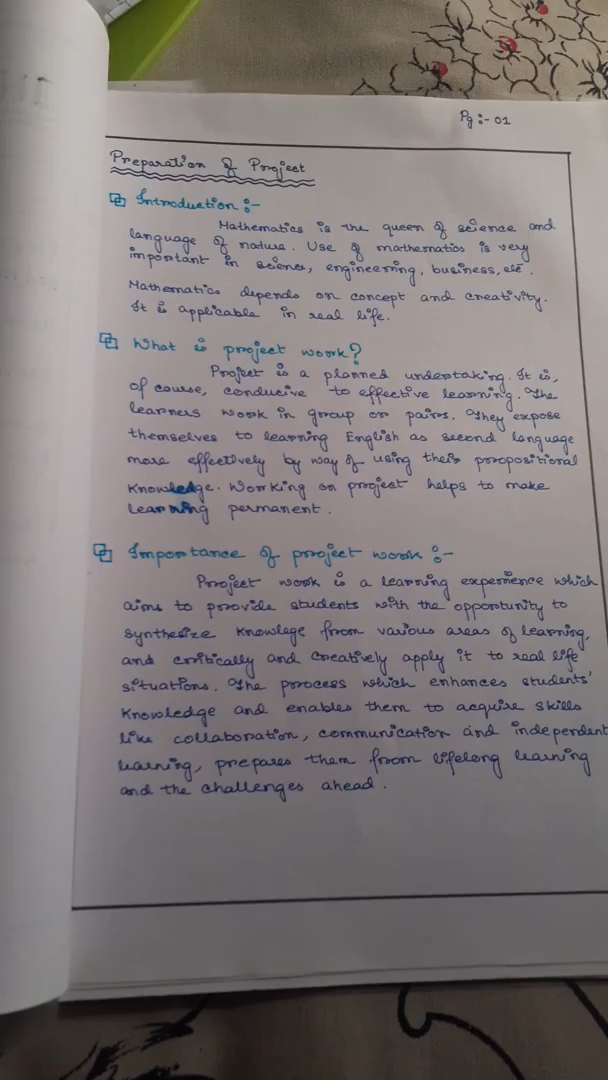 Pg :- 01
Preparation of Project
Introduction :-
Mathematics is the queen of science and
language of nature. Use of mathematics is very
important in science, engineering, business, etc.
Mathematics depends on concept and creativity.
It is applicable in real life.
What is project work?
Project is a planned undertaking. It is,
of course, conducive to effective learning. The
learners work in group or pairs. They expose
themselves to learning English as second language
more effectively by way of using their propositional
knowledge. Working on project helps to make
learning permanent.
Importance of project work :-
Project work is a learning experience which
aims to provide students with the opportunity to
synthesize knowlege from various areas of learning,
and critically and creatively apply it to real life
situations. The process which enhances students'
knowledge and enables them to acquire skills
like collaboration, communication and independent
learning, prepares them from lifelong learning
and the challenges ahead.